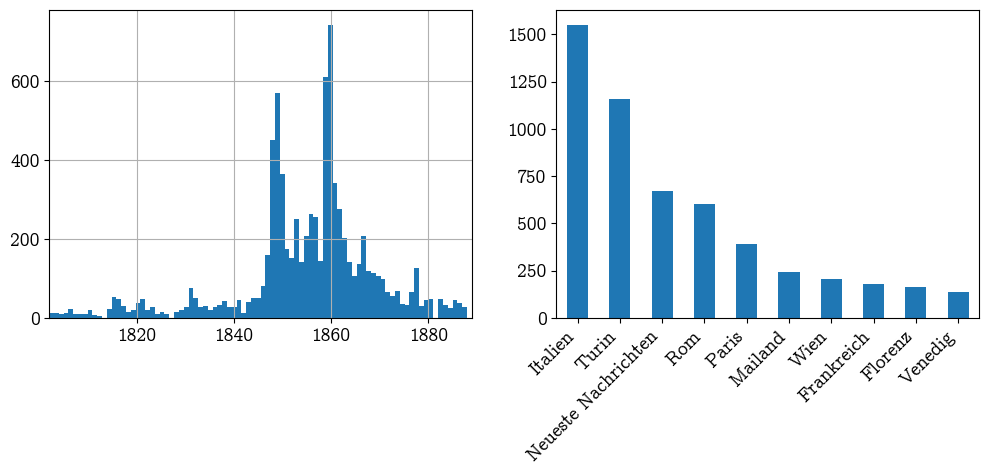 600
400
200
0
1820
1840
1860
1880
1500
1250
1000
750
500
250
0
Italien
Turin
Neueste Nachrichten
Rom
Paris
Mailand
Wien
Frankreich
Florenz
Venedig